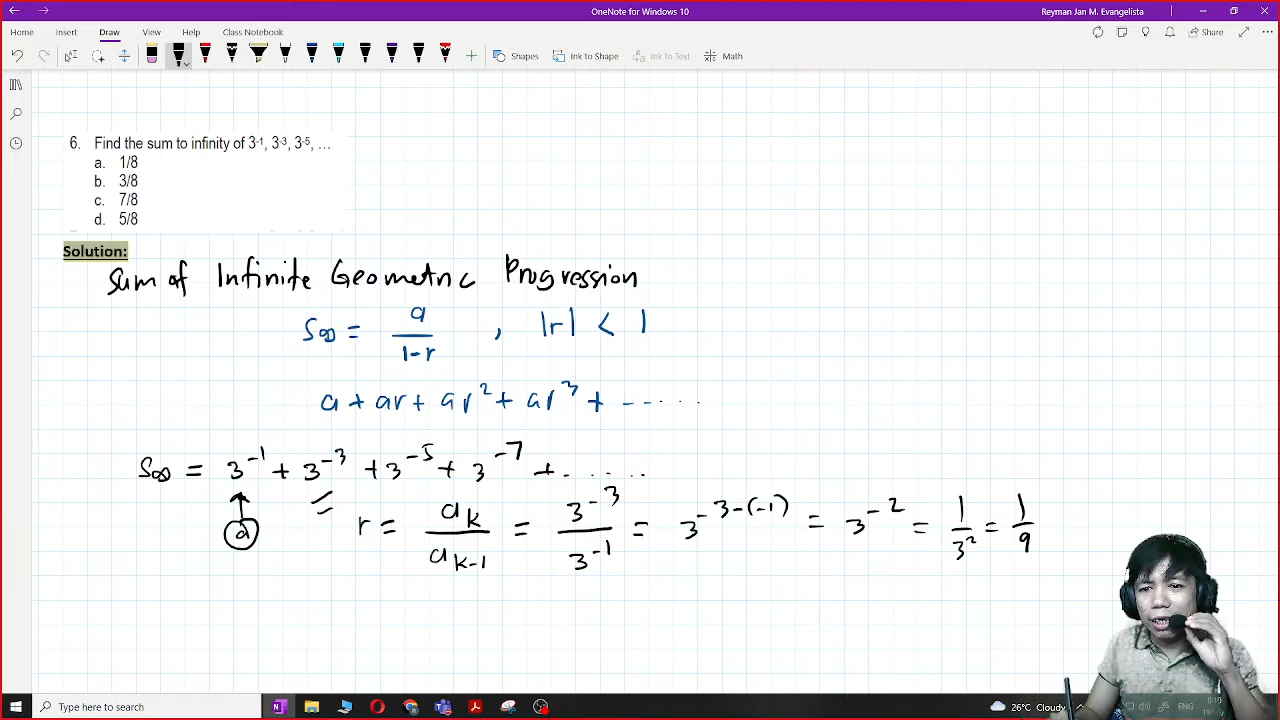 OneNote for Windows 10
Reyman Jan M. Evangelista
Home Insert Draw View Help Class Notebook
Share
Shapes Ink to Shape Ink to Text Math
6. Find the sum to infinity of 3⁻¹, 3⁻³, 3⁻⁵, …
a. 1/8
b. 3/8
c. 7/8
d. 5/8
Solution:
Sum of Infinite Geometric Progression
S∞ = a/(1-r) , |r| < 1
a + ar + ar² + ar³ + ......
S∞ = 3⁻¹ + 3⁻³ + 3⁻⁵ + 3⁻⁷ + ......
a
r = a_k/a_{k-1} = 3⁻³/3⁻¹ = 3^{-3-(-1)} = 3⁻² = 1/3² = 1/9
Type here to search
26°C Cloudy
ENG
8:10